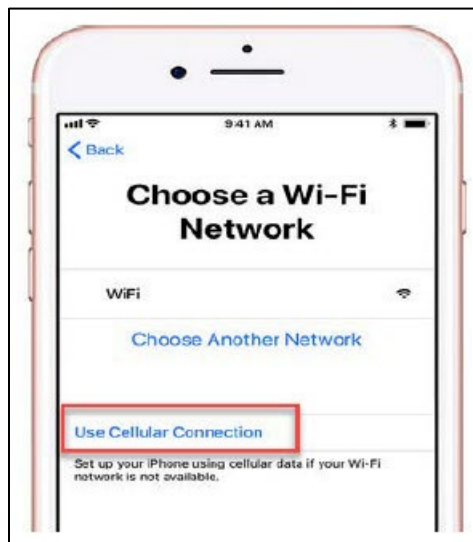 9:41 AM
Back
Choose a Wi-Fi
Network
WiFi
Choose Another Network
Use Cellular Connection
Set up your iPhone using cellular data if your Wi-Fi
network is not available.